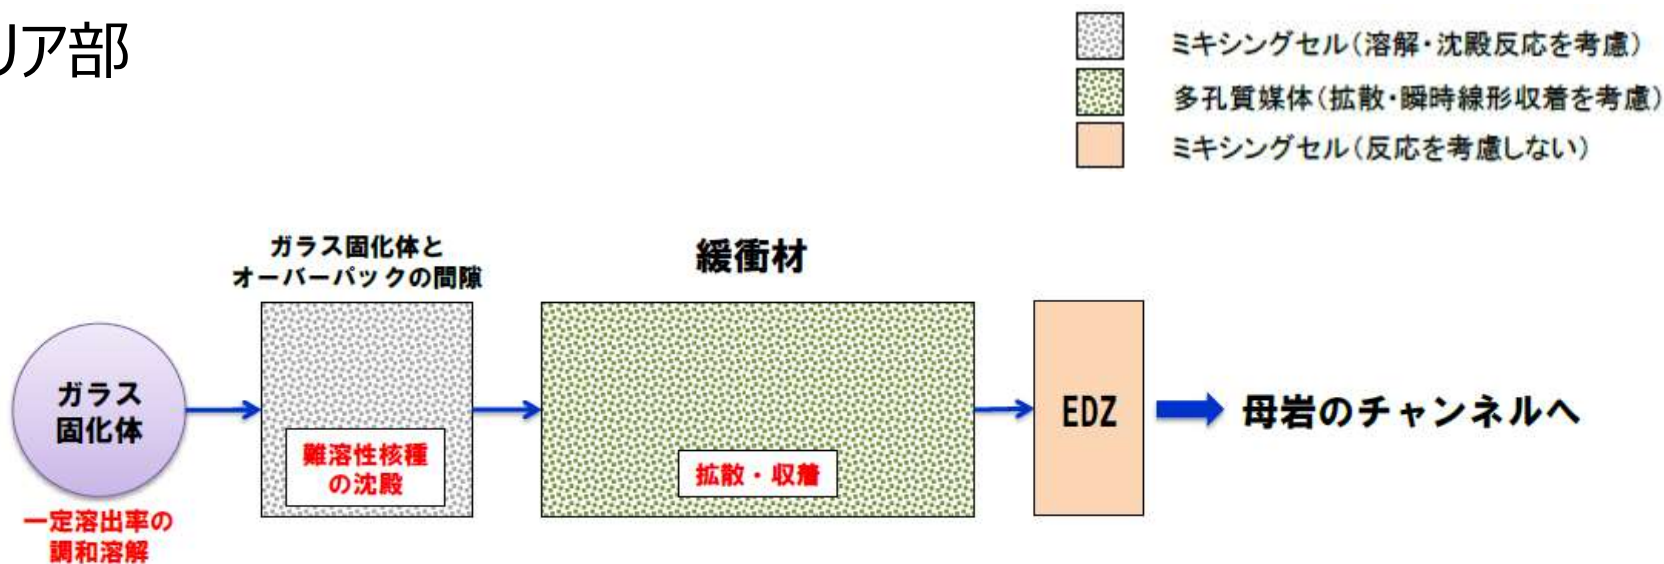 リア部
ミキシングセル(溶解・沈殿反応を考慮)
多孔質媒体(拡散・瞬時線形収着を考慮)
ミキシングセル(反応を考慮しない)
ガラス固化体と
オーバーパックの間隙
緩衝材
ガラス
固化体
難溶性核種
の沈殿
拡散・収着
EDZ
母岩のチャンネルへ
一定溶出率の
調和溶解